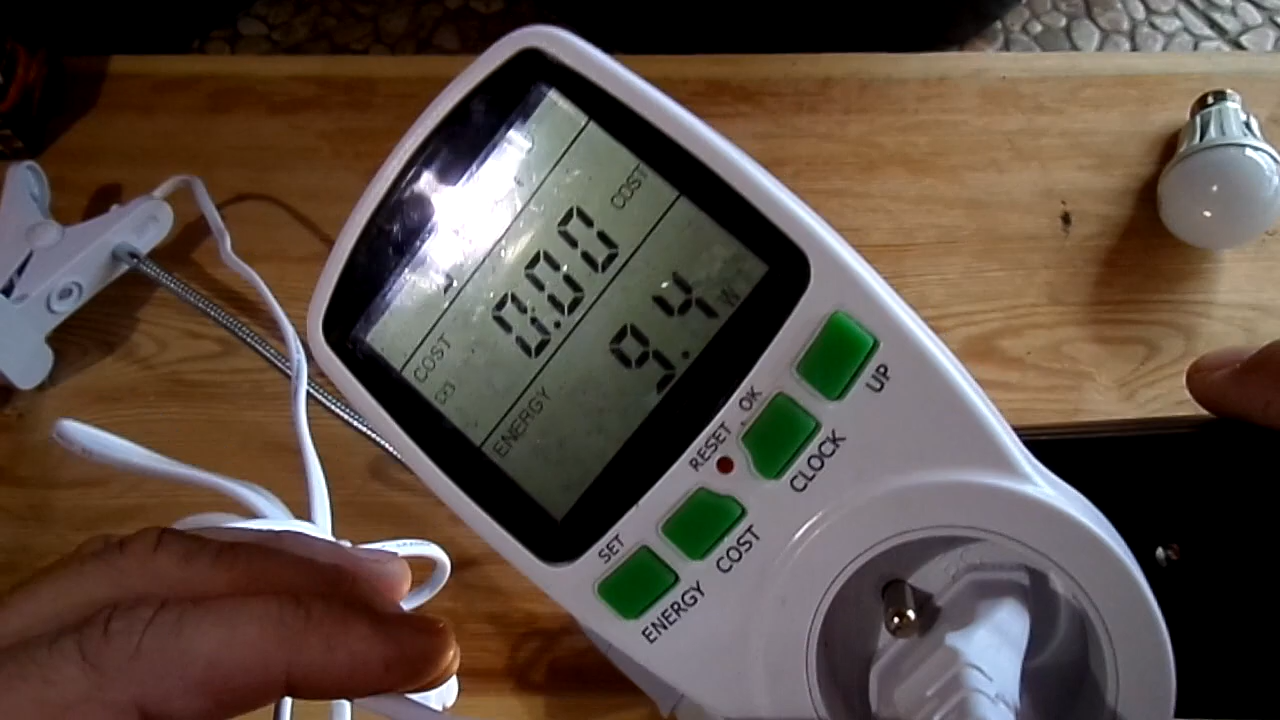 COST
0.00
COST
ENERGY
9.4 W
RESET
OK
UP
SET
CLOCK
COST
ENERGY